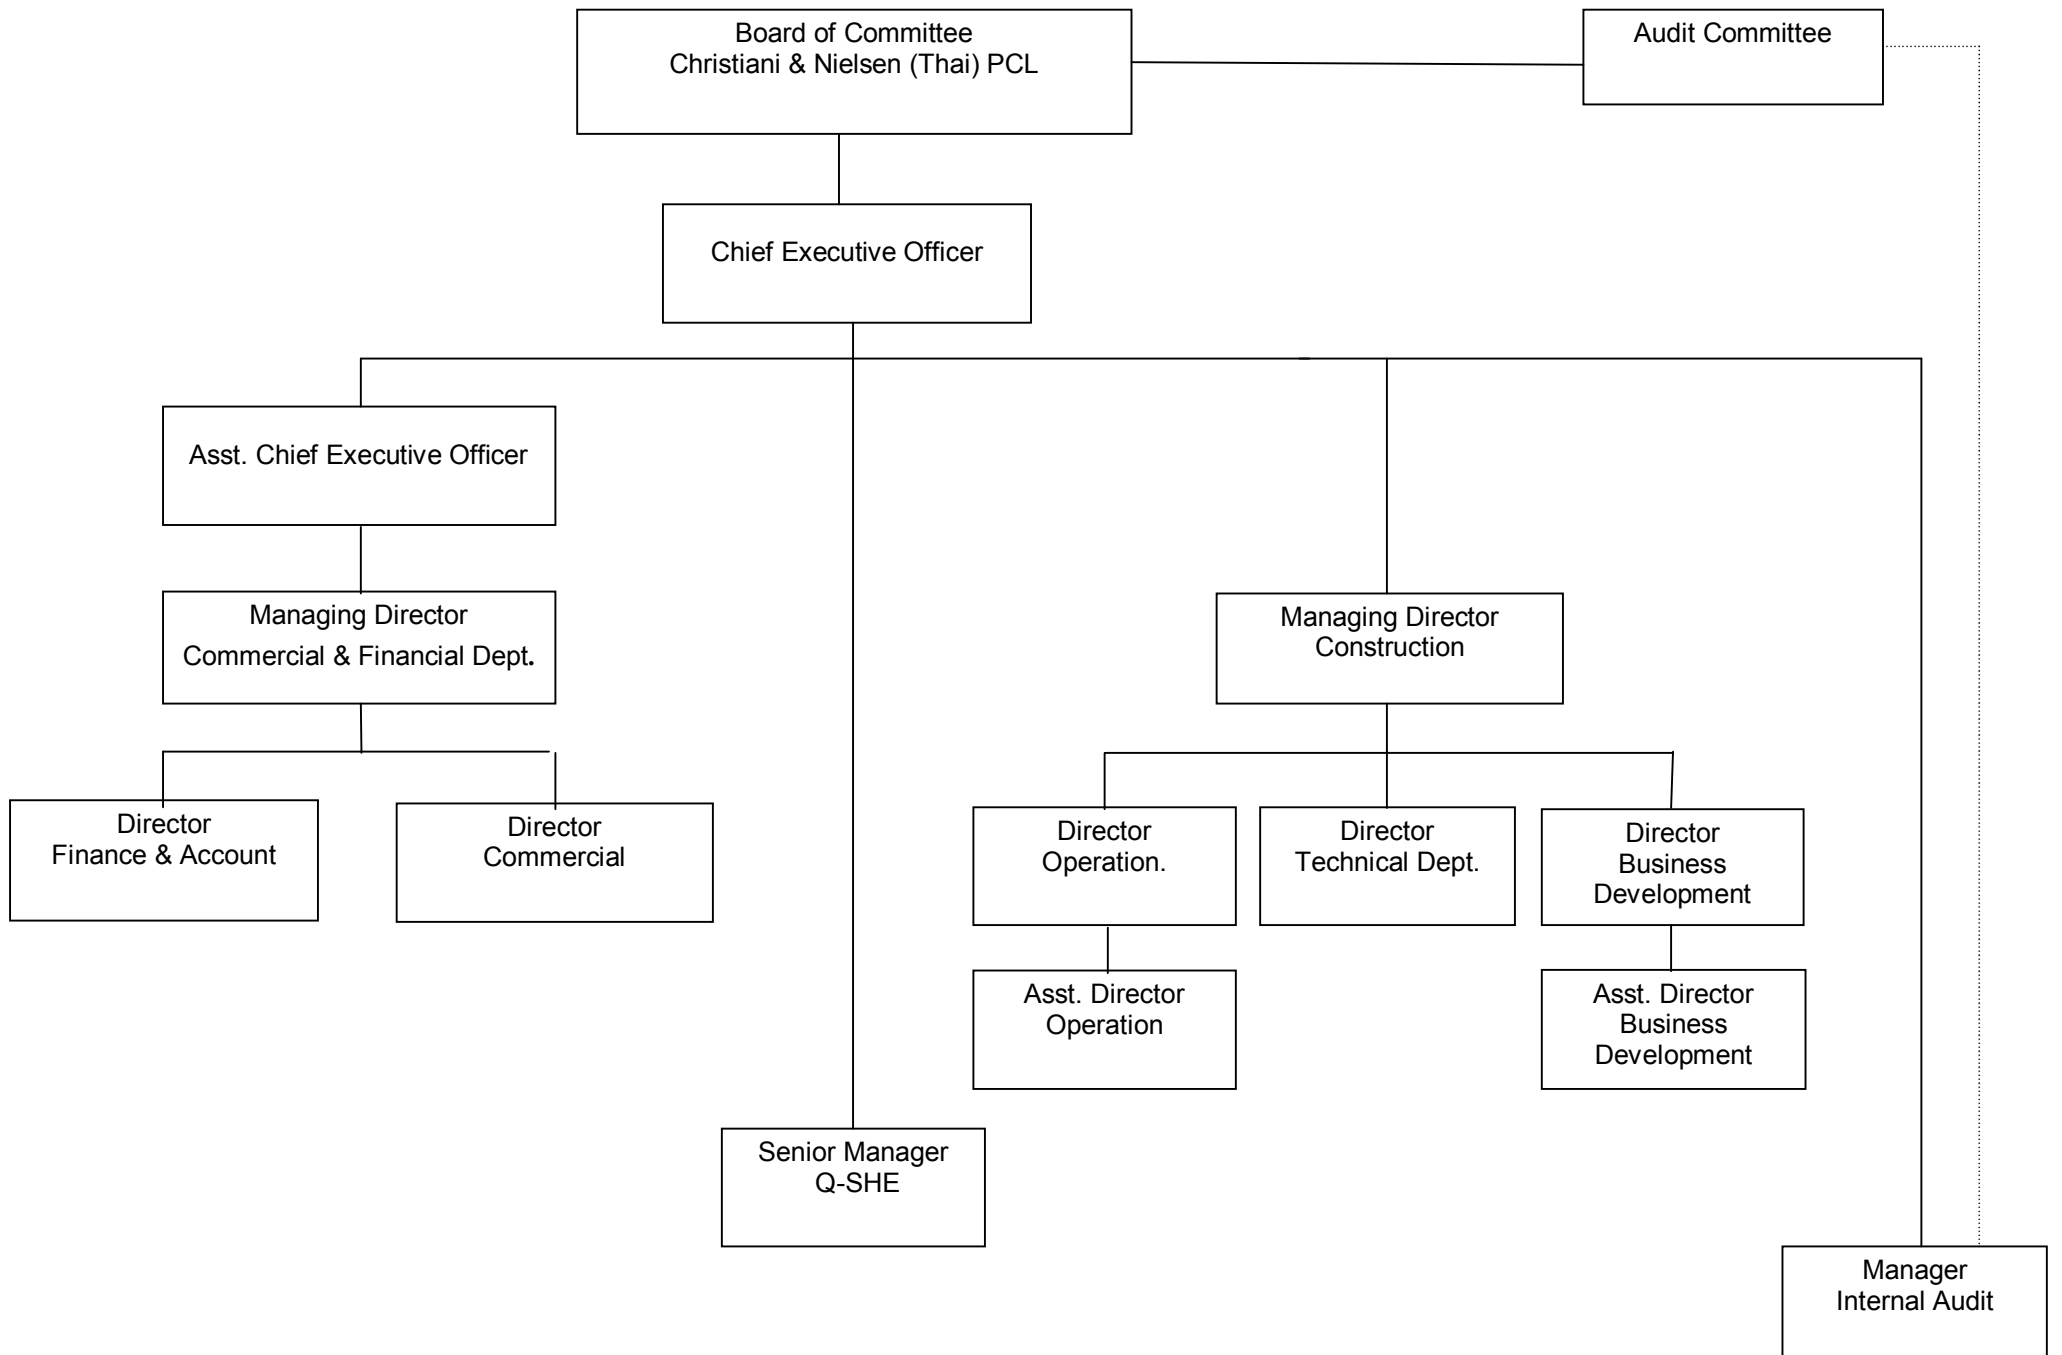 Board of Committee
Christiani & Nielsen (Thai) PCL
Audit Committee
Chief Executive Officer
Asst. Chief Executive Officer
Managing Director
Commercial & Financial Dept.
Managing Director
Construction
Director
Finance & Account
Director
Commercial
Director
Operation.
Director
Technical Dept.
Director
Business
Development
Asst. Director
Operation
Asst. Director
Business
Development
Senior Manager
Q-SHE
Manager
Internal Audit